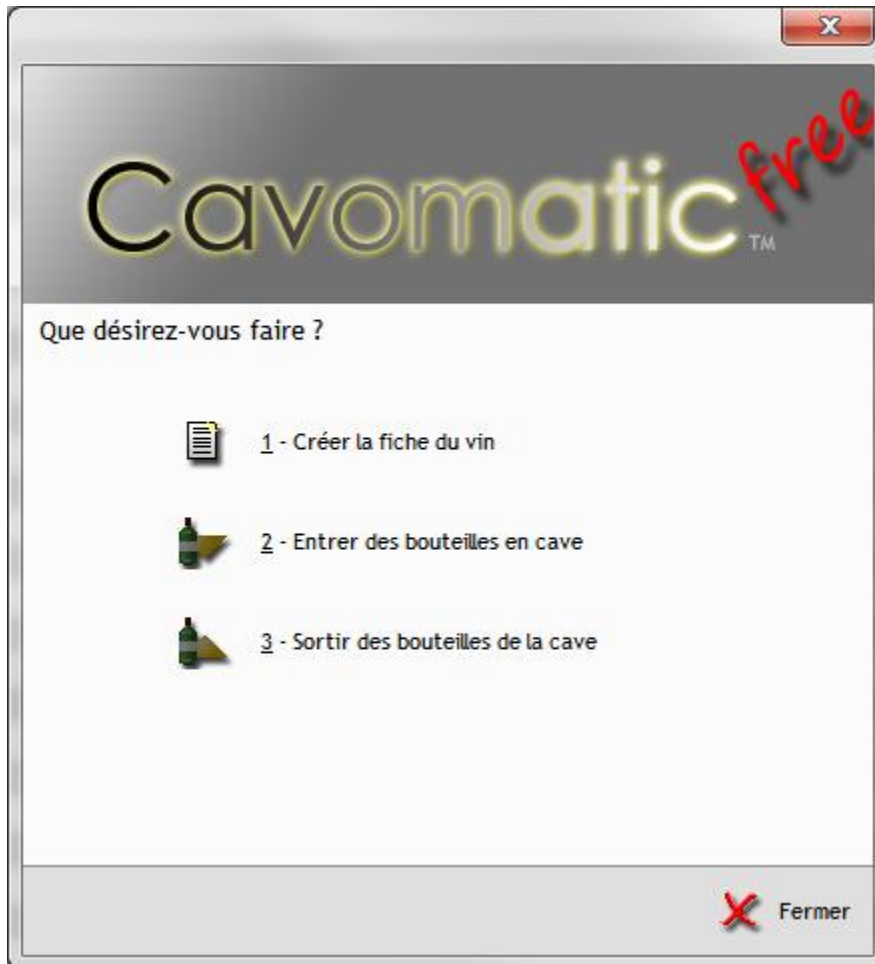 Cavomatic free
TM
Que désirez-vous faire ?
1 - Créer la fiche du vin
2 - Entrer des bouteilles en cave
3 - Sortir des bouteilles de la cave
Fermer